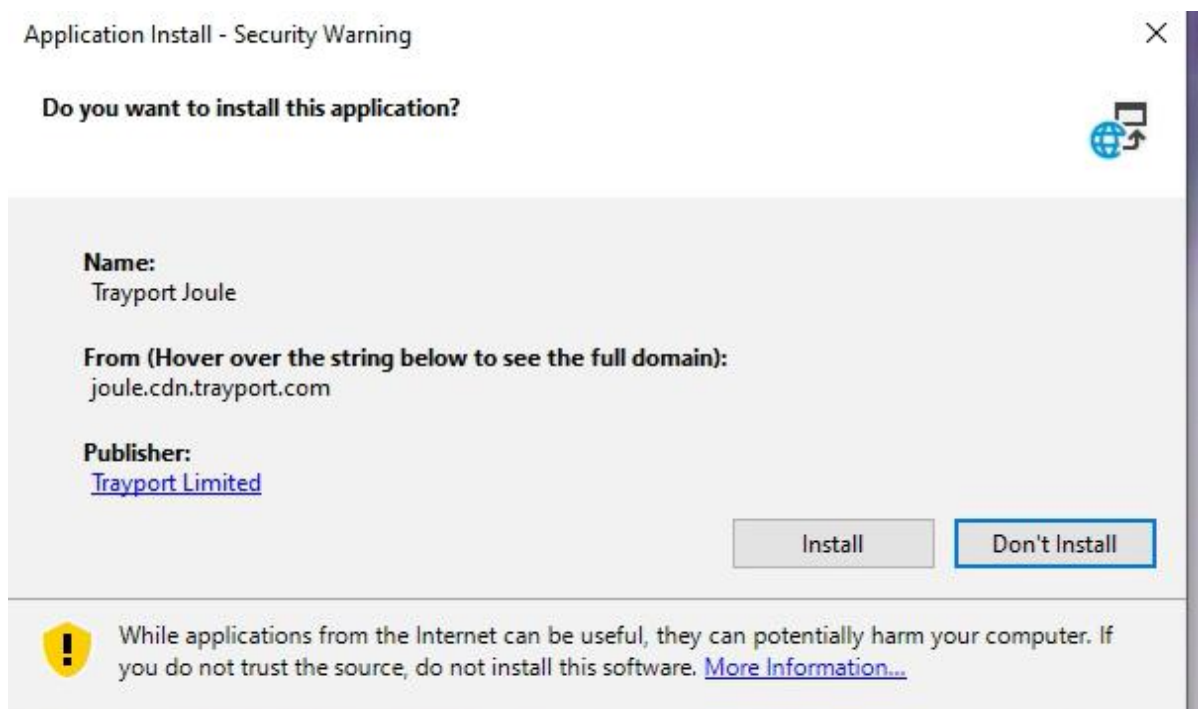 Application Install - Security Warning
Do you want to install this application?
Name:
Trayport Joule
From (Hover over the string below to see the full domain):
joule.cdn.trayport.com
Publisher:
Trayport Limited
Install
Don't Install
While applications from the Internet can be useful, they can potentially harm your computer. If
you do not trust the source, do not install this software. More Information...